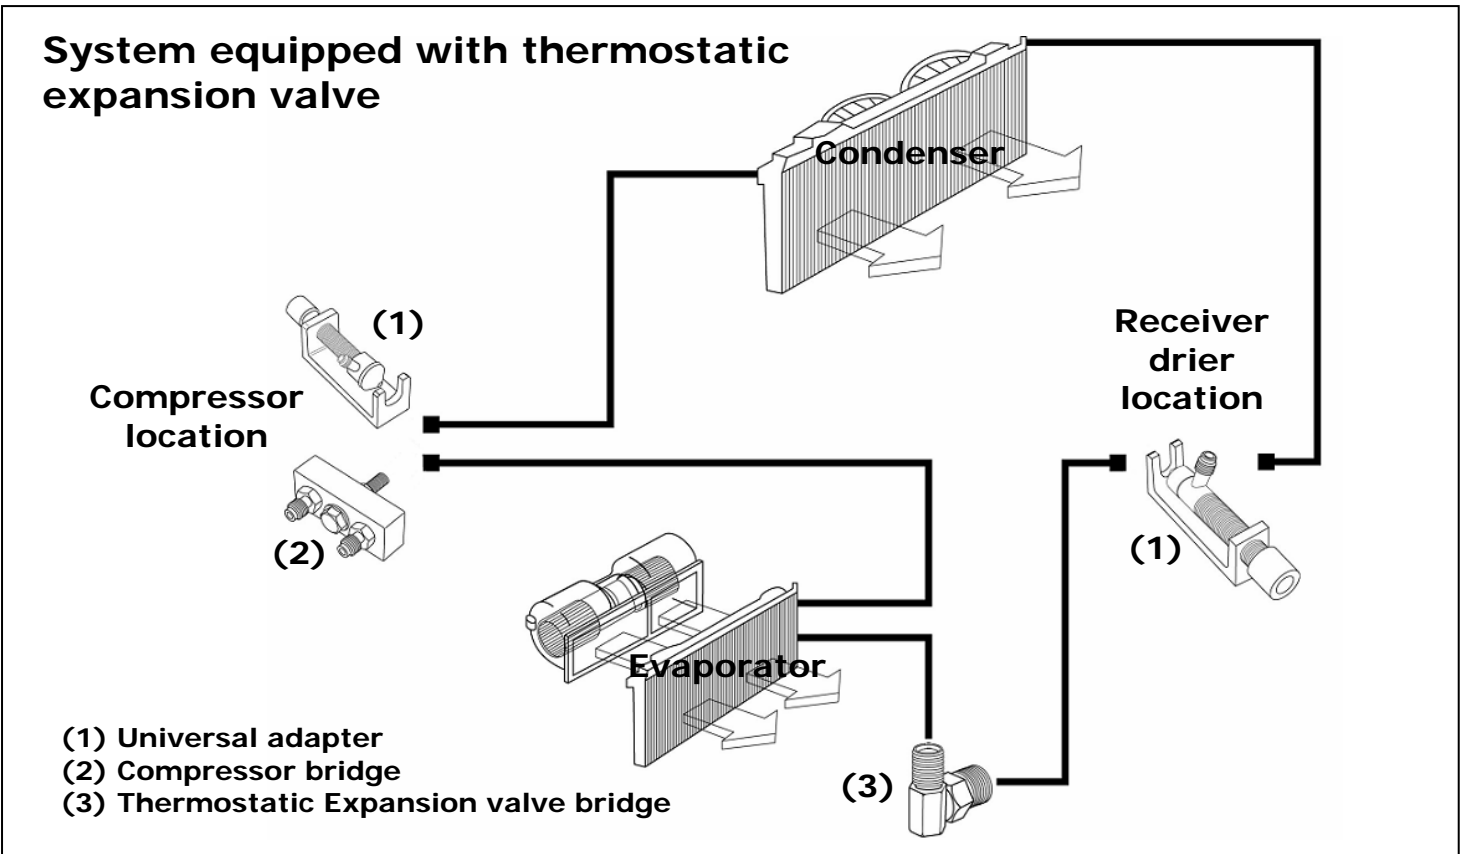 System equipped with thermostatic
expansion valve
Condenser
(1)
Receiver
drier
location
Compressor
location
(2)
(1)
Evaporator
(1) Universal adapter
(2) Compressor bridge
(3) Thermostatic Expansion valve bridge
(3)